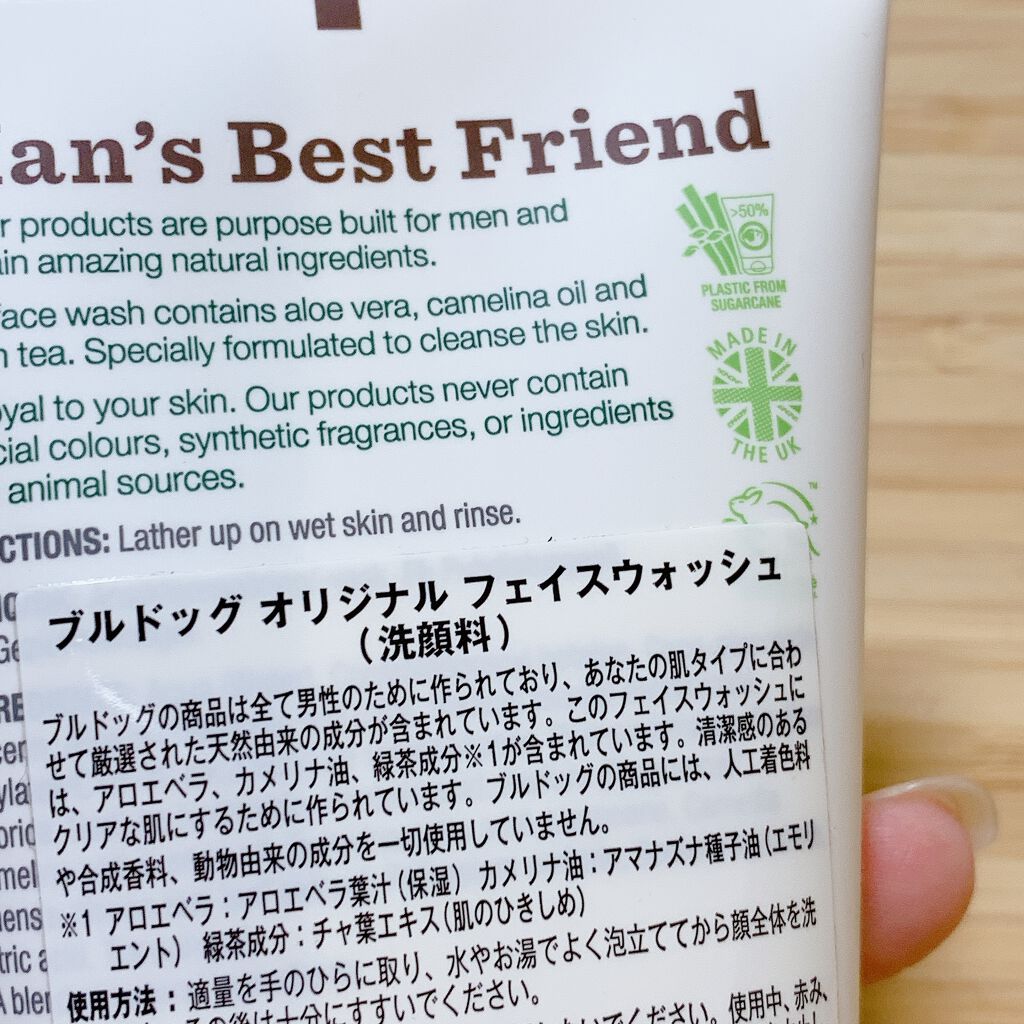 an's Best Friend
products are purpose built for men and
amazing natural ingredients.
face wash contains aloe vera, camelina oil and
tea. Specially formulated to cleanse the skin.
to your skin. Our products never contain
colours, synthetic fragrances, or ingredients
animal sources.
CTIONS: Lather up on wet skin and rinse.
>50%
PLASTIC FROM
SUGARCANE
MADE IN
THE UK
TM
ブルドッグ オリジナル フェイスウォッシュ
（洗顔料）
ブルドッグの商品は全て男性のために作られており、あなたの肌タイプに合わ
せて厳選された天然由来の成分が含まれています。このフェイスウォッシュに
は、アロエベラ、カメリナ油、緑茶成分※1が含まれています。清潔感のある
クリアな肌にするために作られています。ブルドッグの商品には、人工着色料
や合成香料、動物由来の成分を一切使用していません。
※1 アロエベラ：アロエベラ葉汁（保湿） カメリナ油：アマナズナ種子油（エモリ
エント） 緑茶成分：チャ葉エキス（肌のひきしめ）
使用方法：適量を手のひらに取り、水やお湯でよく泡立ててから顔全体を洗
十分にすすいでください。
ください。使用中、赤み、